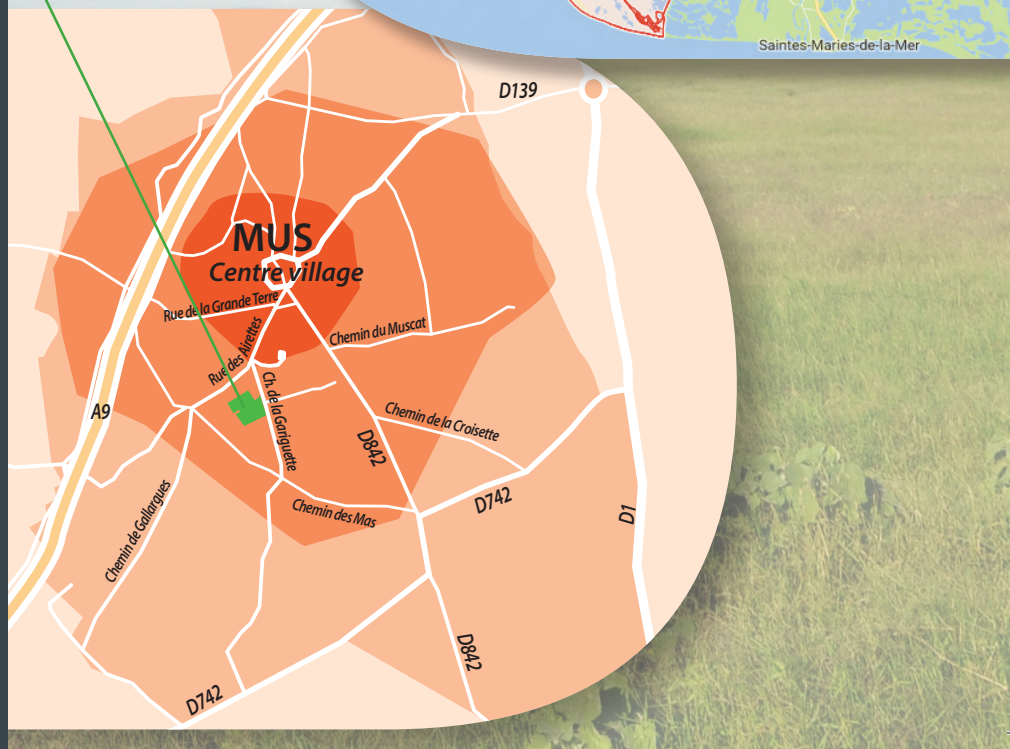 Saintes-Maries-de-la-Mer
D139
MUS
Centre village
Rue de la Grande Terre
Rue des Airettes
Chemin du Muscat
A9
Ch. de la Gariguette
D842
Chemin de la Croisette
D742
D1
Chemin de Gallargues
Chemin des Mas
D842
D742